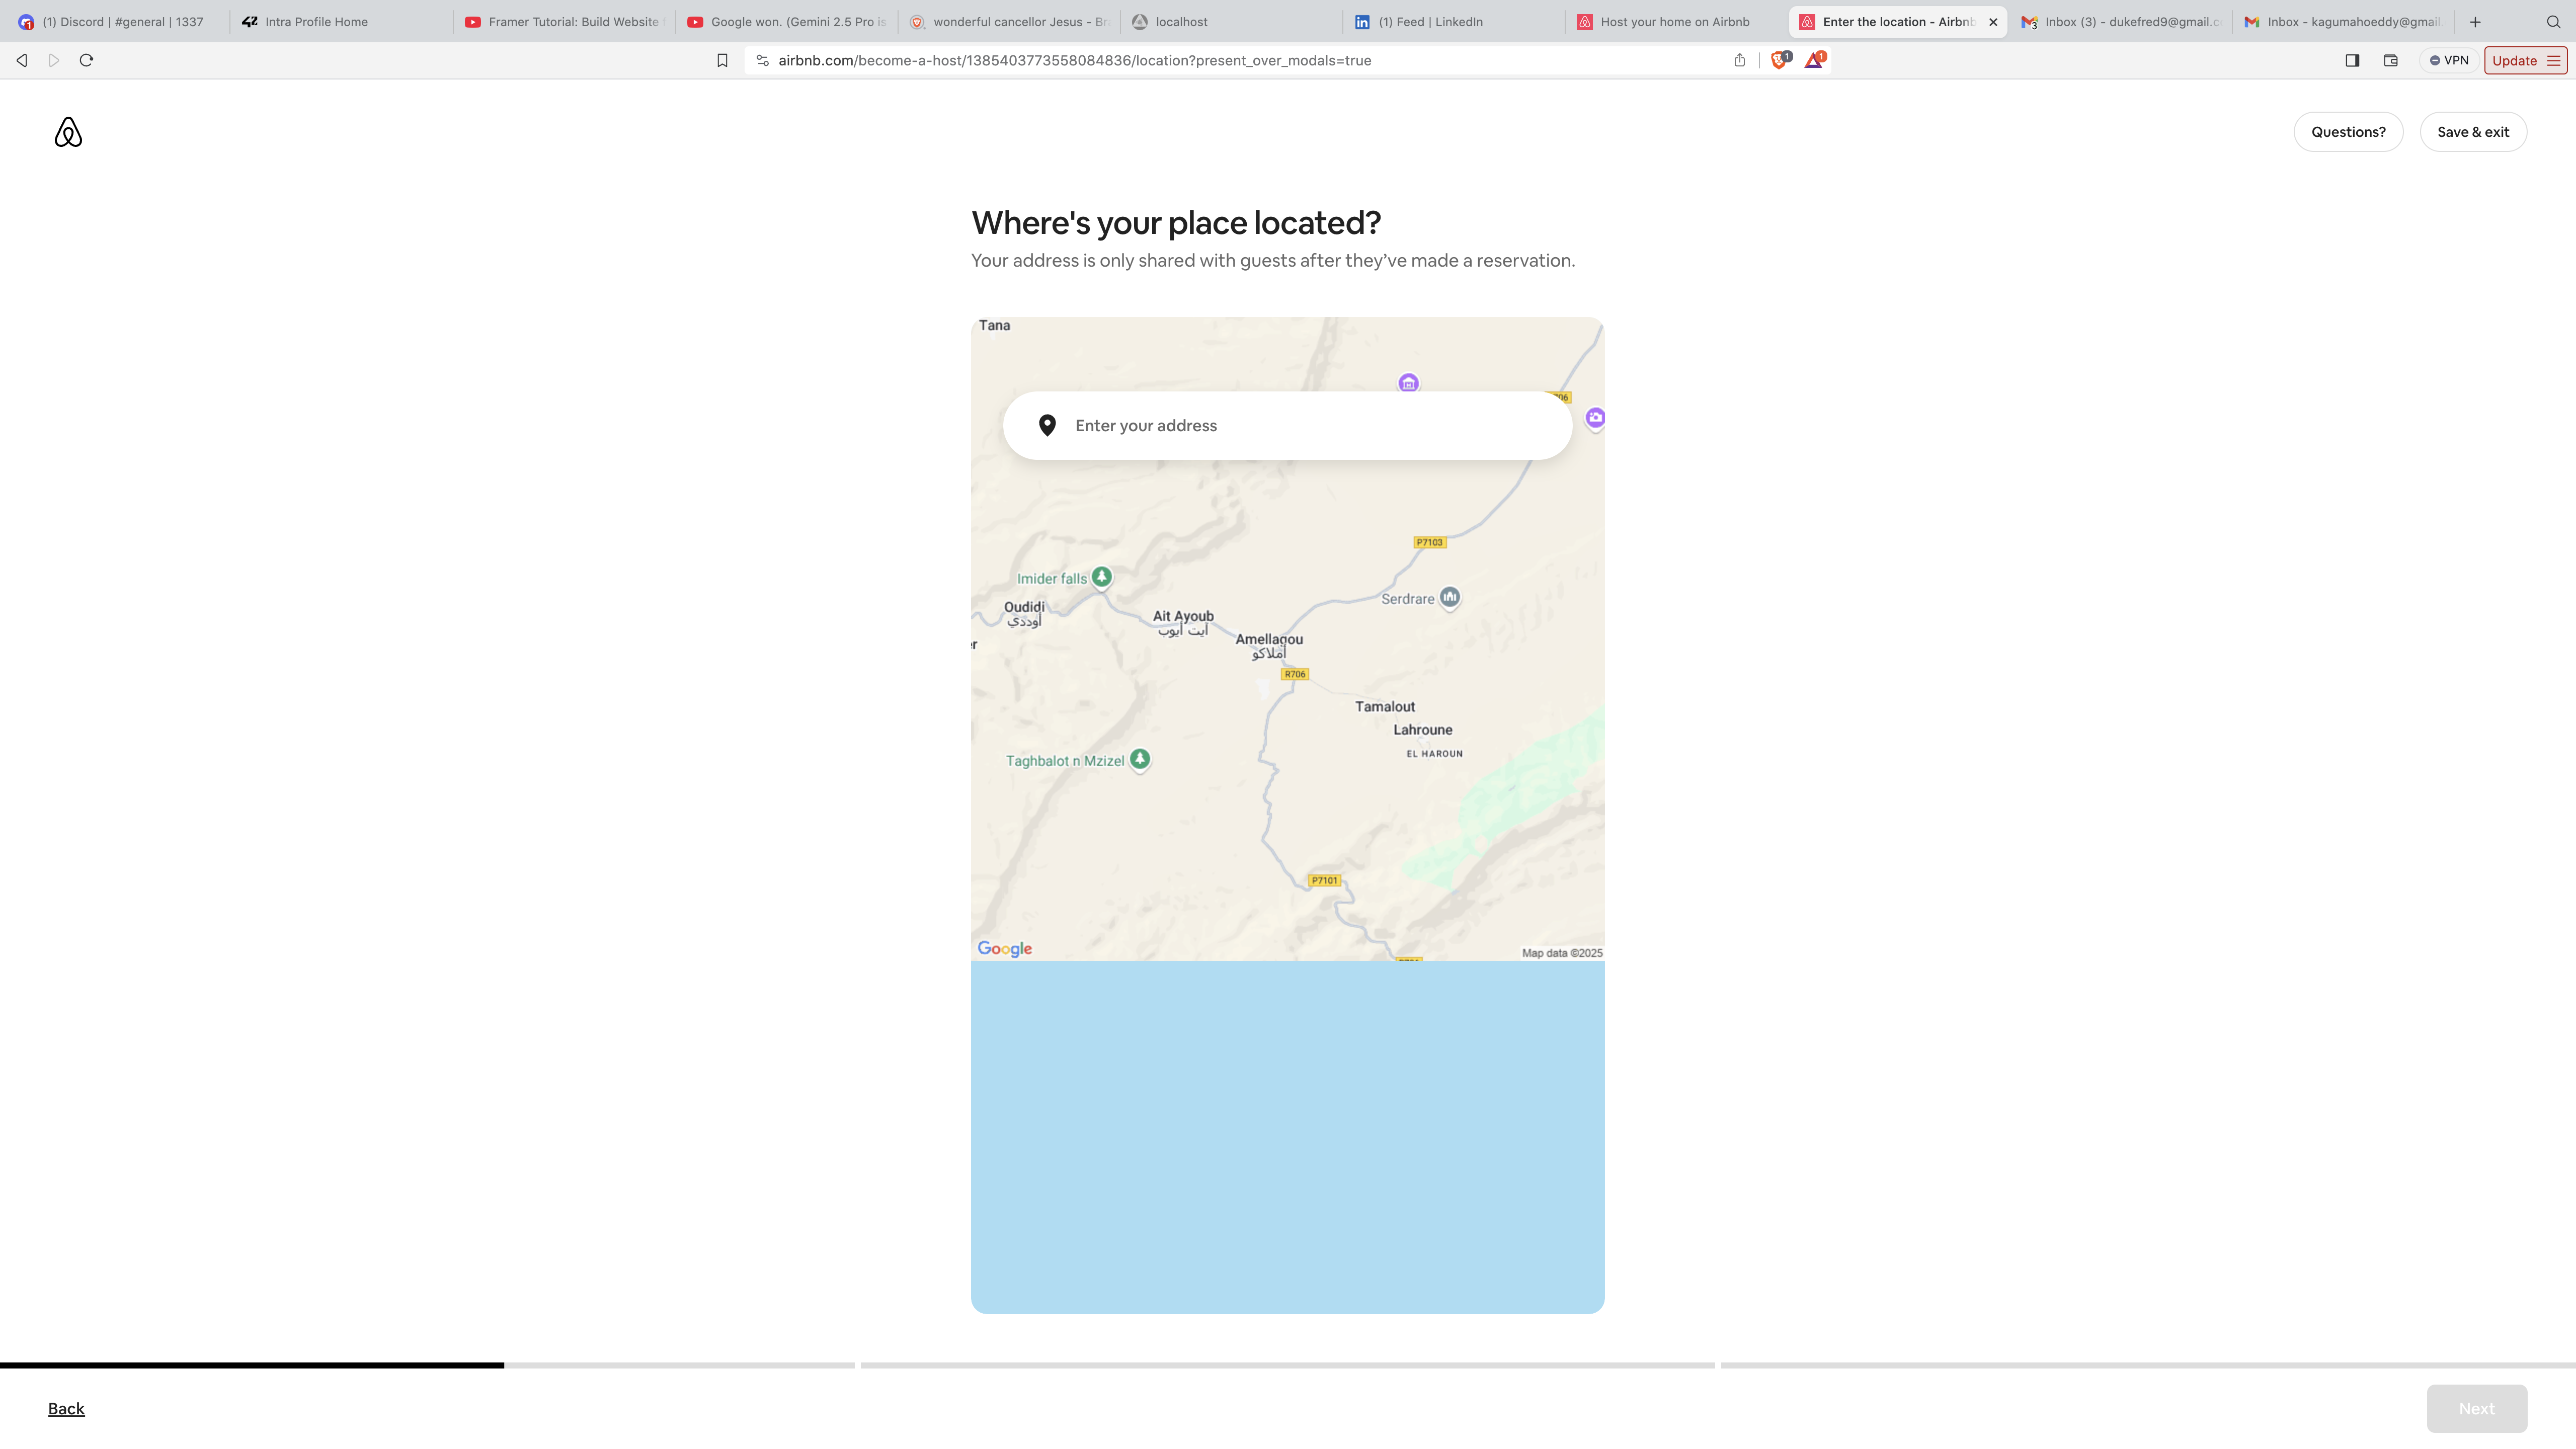 (1) Discord | #general | 1337
Intra Profile Home
Framer Tutorial: Build Website
Google won. (Gemini 2.5 Pro is
wonderful cancellor Jesus - Br
localhost
(1) Feed | LinkedIn
Host your home on Airbnb
Enter the location - Airbnb
Inbox (3) - dukefred9@gmail.c
Inbox - kagumahoeddy@gmail.
airbnb.com/become-a-host/1385403773558084836/location?present_over_modals=true
1
1
VPN
Update
Questions?
Save & exit
Where's your place located?
Your address is only shared with guests after they’ve made a reservation.
Tana
Enter your address
P7103
Imider falls
Oudidi
أوددي
Serdrare
Ait Ayoub
آيت أيوب
Amellagou
أملاكو
R706
Tamalout
Lahroune
EL HAROUN
Taghbalot n Mzizel
P7101
Google
Map data ©2025
Back
Next